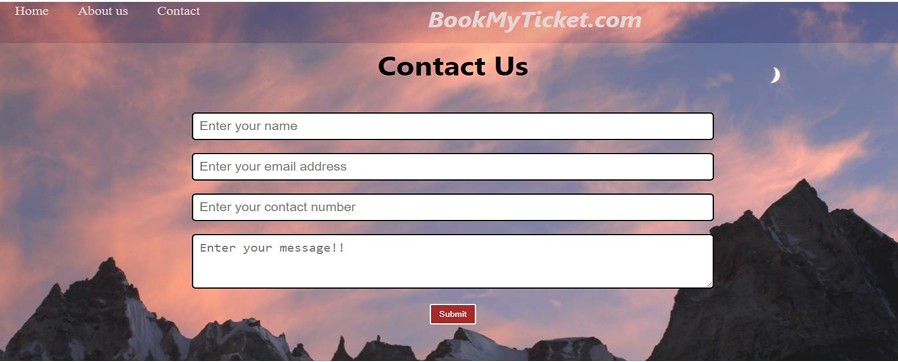 Home About us Contact BookMyTicket.com
Contact Us
Enter your name
Enter your email address
Enter your contact number
Enter your message!!
Submit